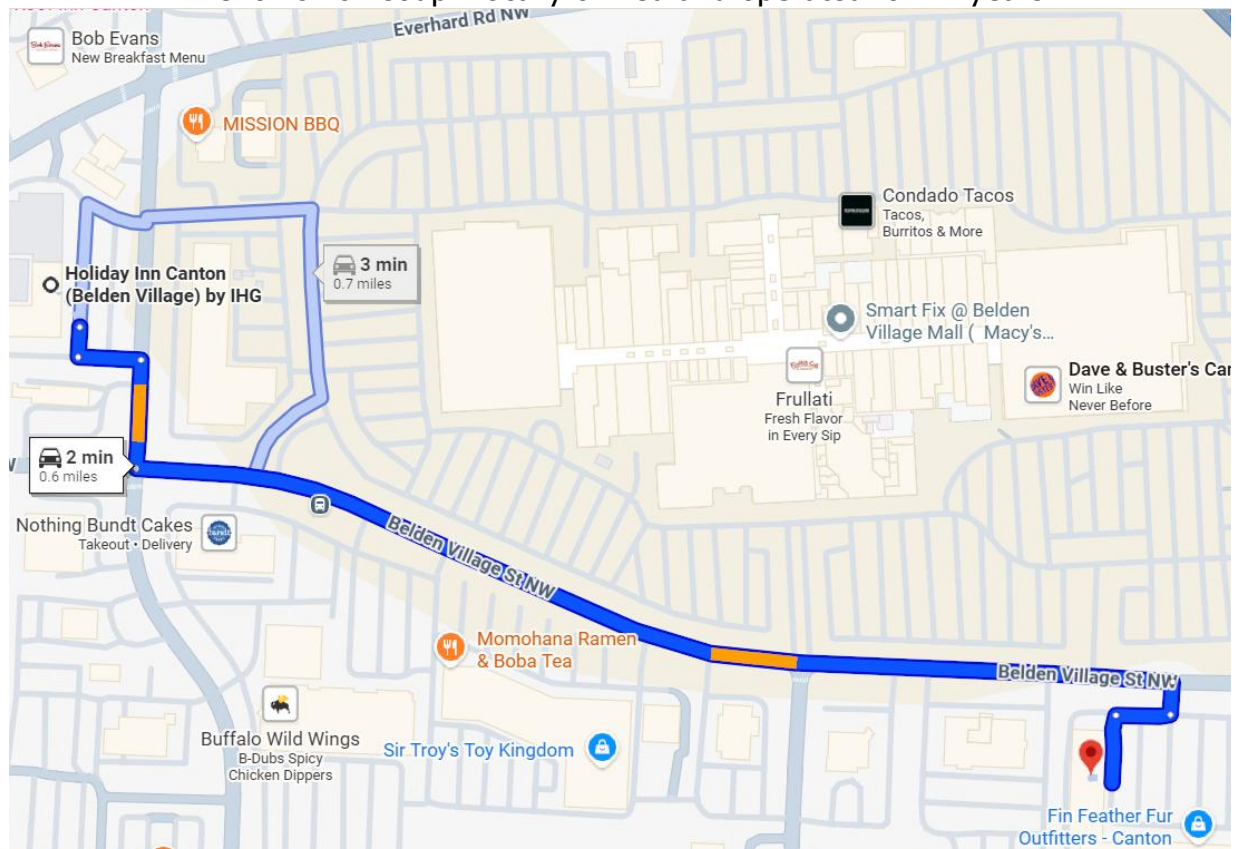 Everhard Rd NW
Bob Evans
New Breakfast Menu
MISSION BBQ
Condado Tacos
Tacos,
Burritos & More
3 min
0.7 miles
Holiday Inn Canton
(Belden Village) by IHG
Smart Fix @ Belden
Village Mall ( Macy's...
Dave & Buster's Car
Win Like
Never Before
Frullati
Fresh Flavor
in Every Sip
2 min
0.6 miles
Nothing Bundt Cakes
Takeout • Delivery
Belden Village St NW
Momohana Ramen
& Boba Tea
Belden Village St NW
Buffalo Wild Wings
B-Dubs Spicy
Chicken Dippers
Sir Troy's Toy Kingdom
Fin Feather Fur
Outfitters - Canton